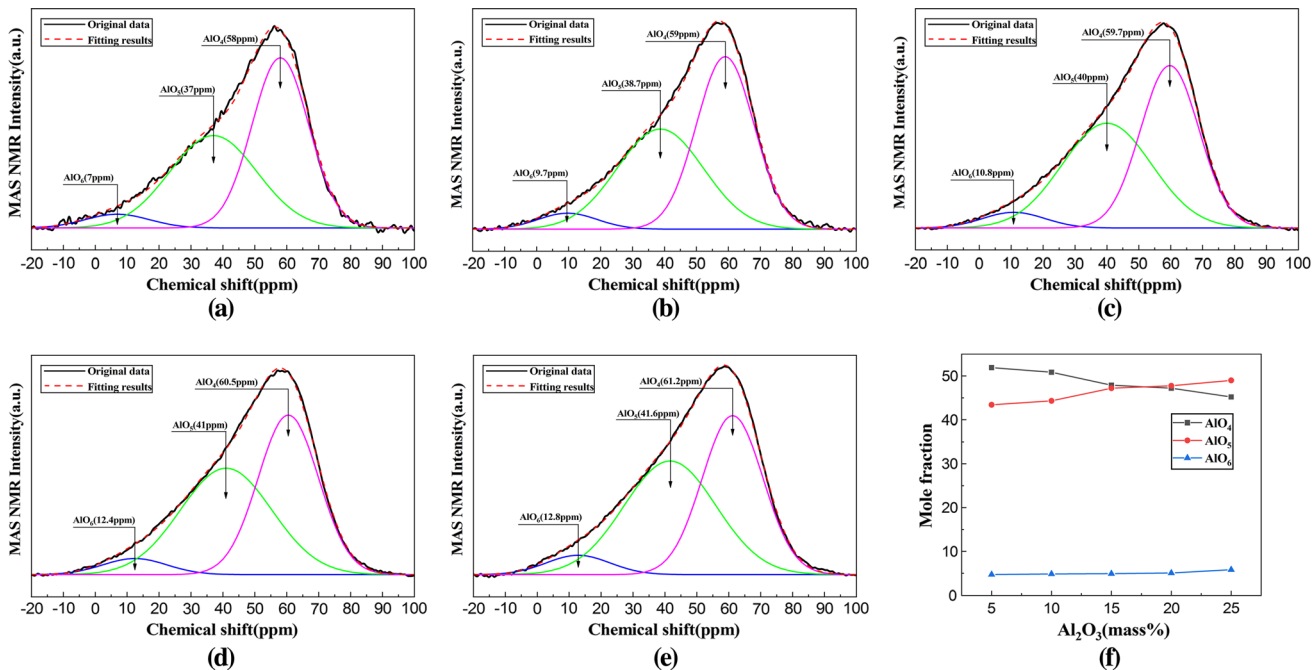 Original data
Fitting results
AlO4(58ppm)
AlO5(37ppm)
AlO6(7ppm)
MAS NMR Intensity(a.u.)
-20 -10 0 10 20 30 40 50 60 70 80 90 100
Chemical shift(ppm)
(a)
Original data
Fitting results
AlO4(59ppm)
AlO5(38.7ppm)
AlO6(9.7ppm)
MAS NMR Intensity(a.u.)
-20 -10 0 10 20 30 40 50 60 70 80 90 100
Chemical shift(ppm)
(b)
Original data
Fitting results
AlO4(59.7ppm)
AlO5(40ppm)
AlO6(10.8ppm)
MAS NMR Intensity(a.u.)
-20 -10 0 10 20 30 40 50 60 70 80 90 100
Chemical shift(ppm)
(c)
Original data
Fitting results
AlO4(60.5ppm)
AlO5(41ppm)
AlO6(12.4ppm)
MAS NMR Intensity(a.u.)
-20 -10 0 10 20 30 40 50 60 70 80 90 100
Chemical shift(ppm)
(d)
Original data
Fitting results
AlO4(61.2ppm)
AlO5(41.6ppm)
AlO6(12.8ppm)
MAS NMR Intensity(a.u.)
-20 -10 0 10 20 30 40 50 60 70 80 90 100
Chemical shift(ppm)
(e)
50
40
30
20
10
0
Mole fraction
AlO4
AlO5
AlO6
5 10 15 20 25
Al2O3(mass%)
(f)